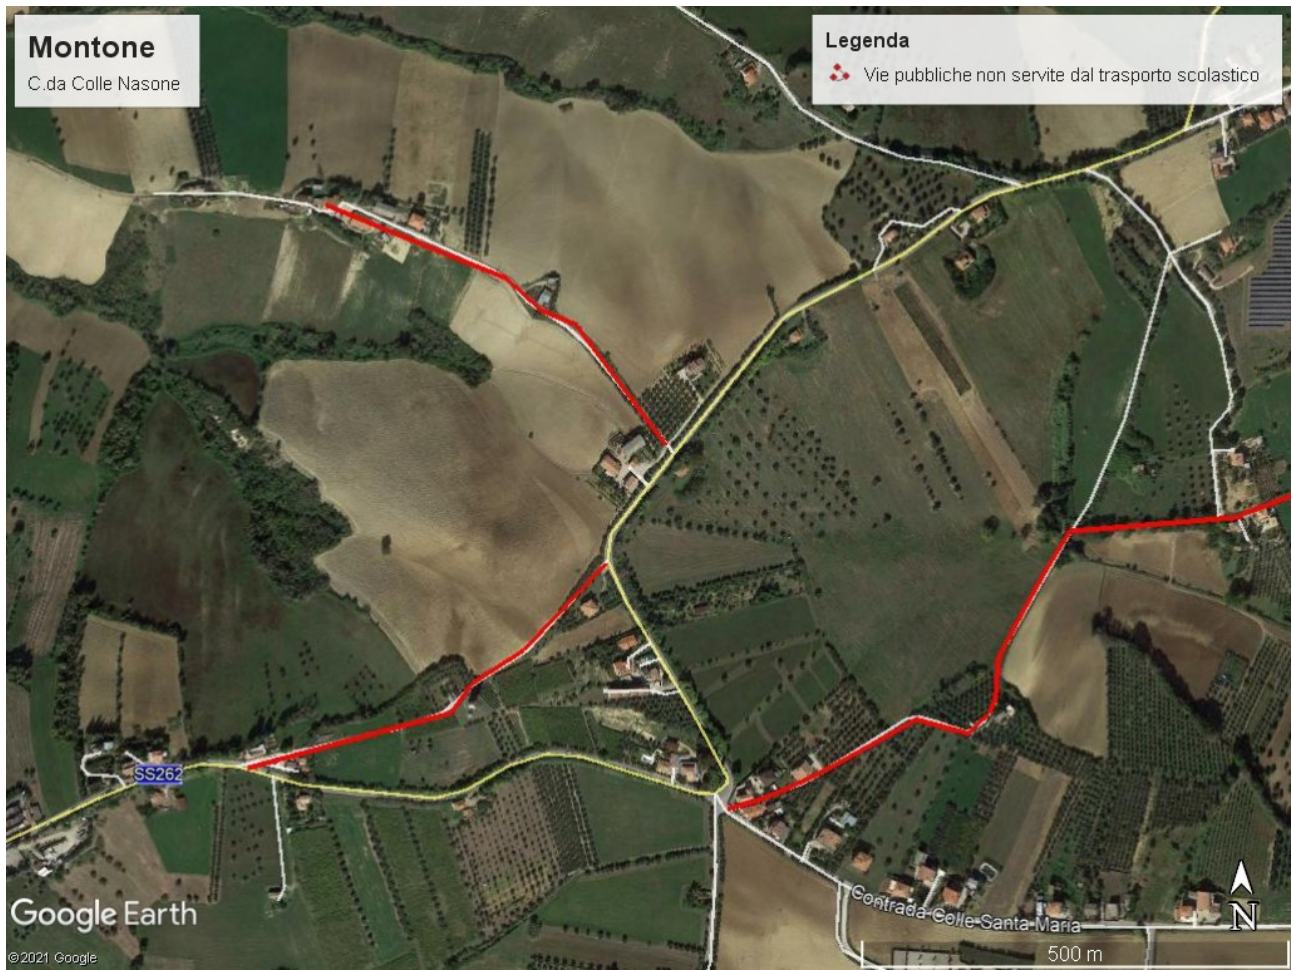 Montone
C.da Colle Nasone
Legenda
Vie pubbliche non servite dal trasporto scolastico
SS262
Contrada Colle Santa Maria
Google Earth
©2021 Google
N
500 m